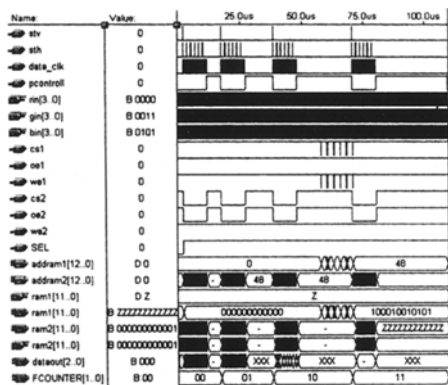 Name: Value: 25.0us 50.0us 75.0us 100.0us
stv 0
sth 0
data_clk 0
pcontroll 0
rin[3..0] B 0000
gin[3..0] B 0011
bin[3..0] B 0101
cs1 0
oe1 0
we1 0
cs2 0
oe2 0
we2 0
SEL 0
addram1[12..0] D 0 0 4B
addram2[12..0] D 0 - 4B 4B
ram1[11..0] D Z Z
ram1[11..0] B ZZZZZZZZZZZZ 000000000000 100010010101
ram2[11..0] B 000000000001 - - - ZZZZZZZZZZZZ
ram2[11..0] B 000000000001 - - - -
dataout[2..0] B 000 - XXX XXX - XXX
FCOUNTER[1..0] B 00 00 01 10 11